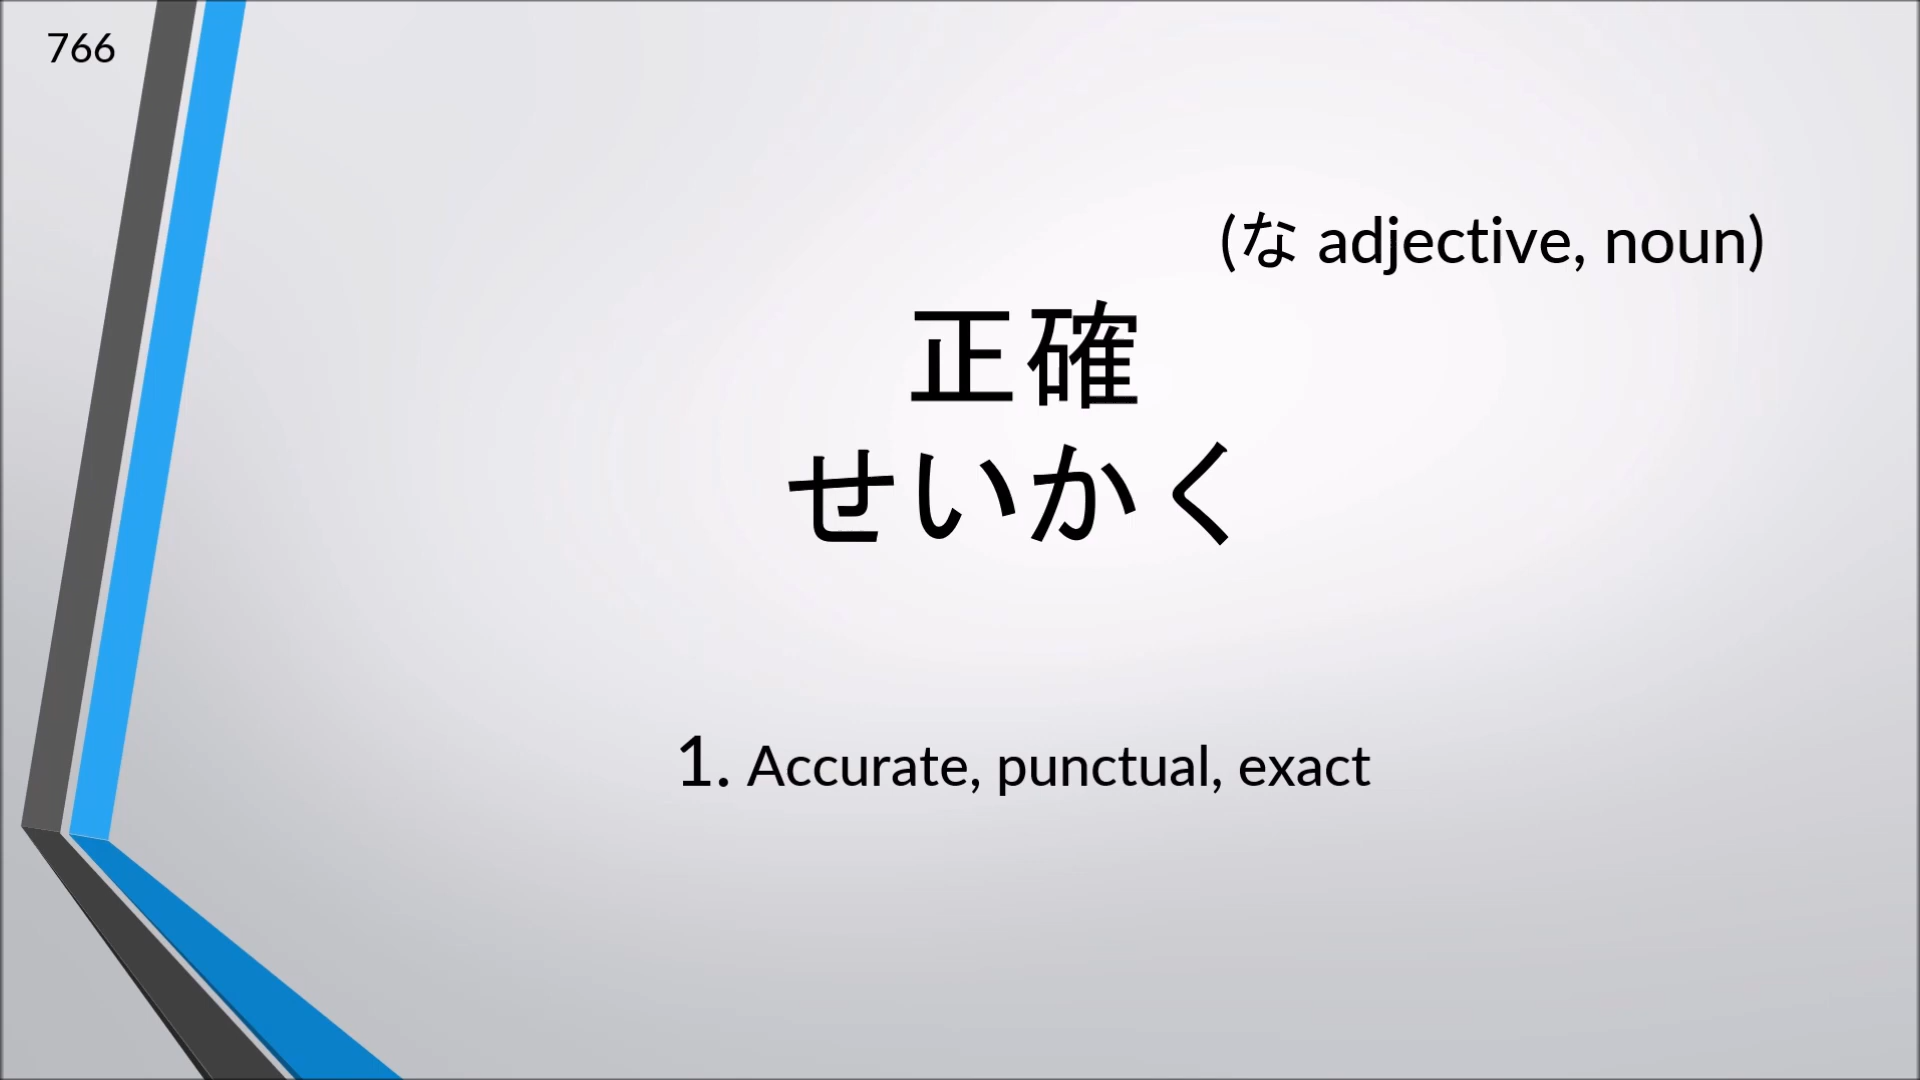 766
(な adjective, noun)
正確
せいかく
1. Accurate, punctual, exact